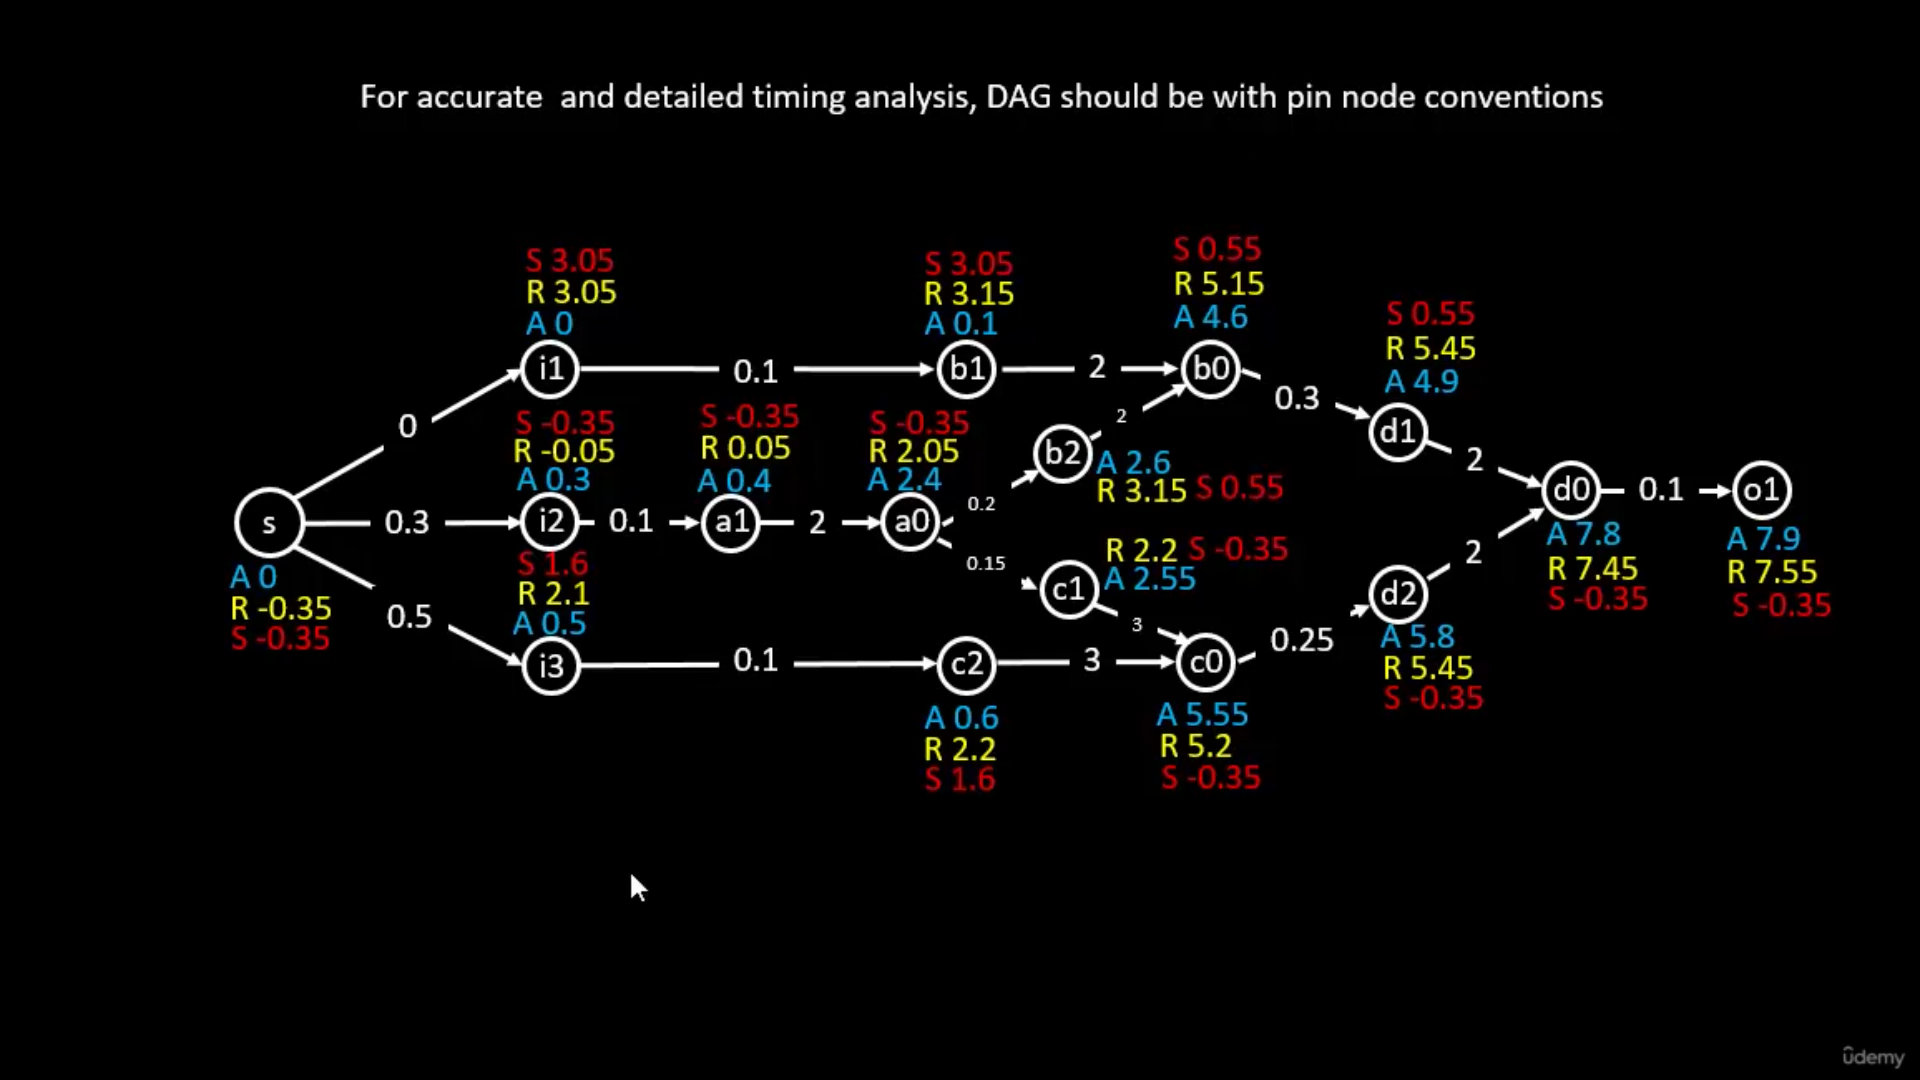 For accurate  and detailed timing analysis, DAG should be with pin node conventions
S 3.05
R 3.05
A 0
i1
0.1
S 3.05
R 3.15
A 0.1
b1
2
S 0.55
R 5.15
A 4.6
b0
0.3
S 0.55
R 5.45
A 4.9
d1
2
0
S -0.35
R -0.05
A 0.3
i2
0.1
S -0.35
R 0.05
A 0.4
a1
2
S -0.35
R 2.05
A 2.4
a0
0.2
b2
2
A 2.6
R 3.15 S 0.55
s
A 0
R -0.35
S -0.35
0.3
0.5
0.15
R 2.2 S -0.35
A 2.55
c1
3
S 1.6
R 2.1
A 0.5
i3
0.1
c2
A 0.6
R 2.2
S 1.6
3
c0
A 5.55
R 5.2
S -0.35
0.25
d2
A 5.8
R 5.45
S -0.35
2
d0
A 7.8
R 7.45
S -0.35
0.1
o1
A 7.9
R 7.55
S -0.35
ûdemy